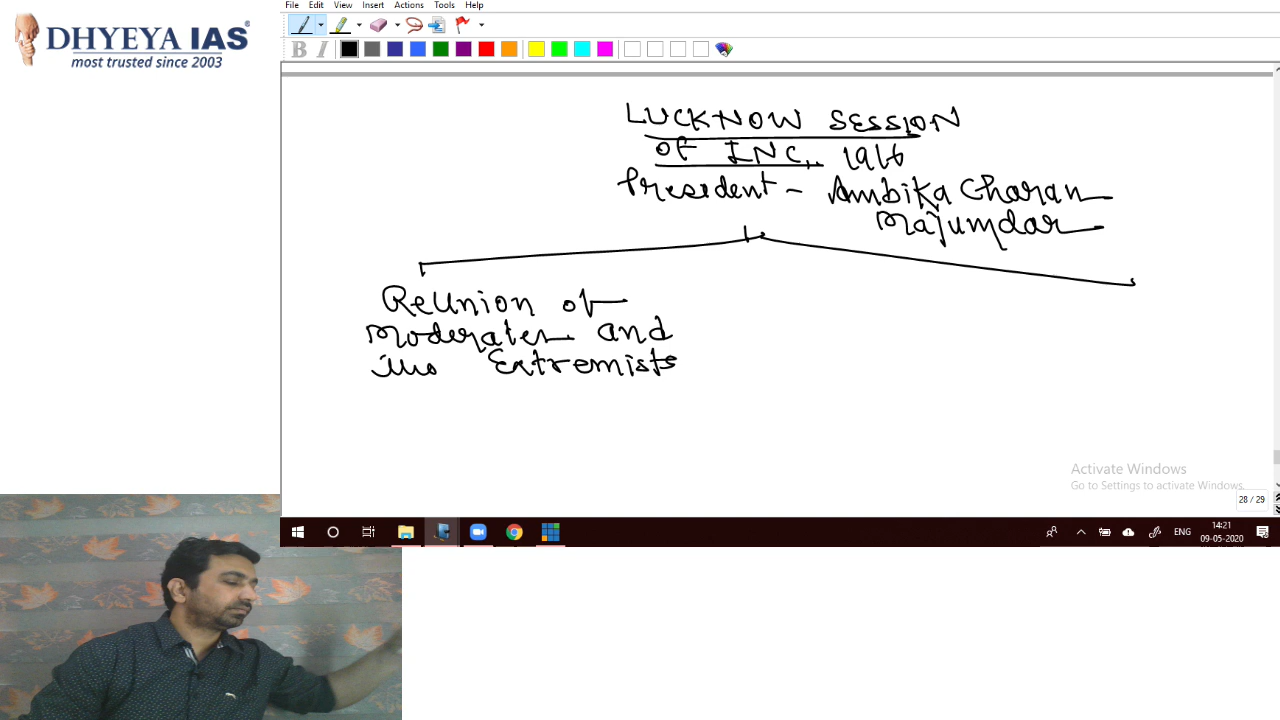 DHYEYA IAS®
most trusted since 2003
File Edit View Insert Actions Tools Help
B I
LUCKNOW SESSION
OF INC, 1916
President - Ambika Charan
Majumdar
Reunion of
Moderates and
Extremists
Activate Windows
Go to Settings to activate Windows.
28 / 29
ENG
14:21
09-05-2020